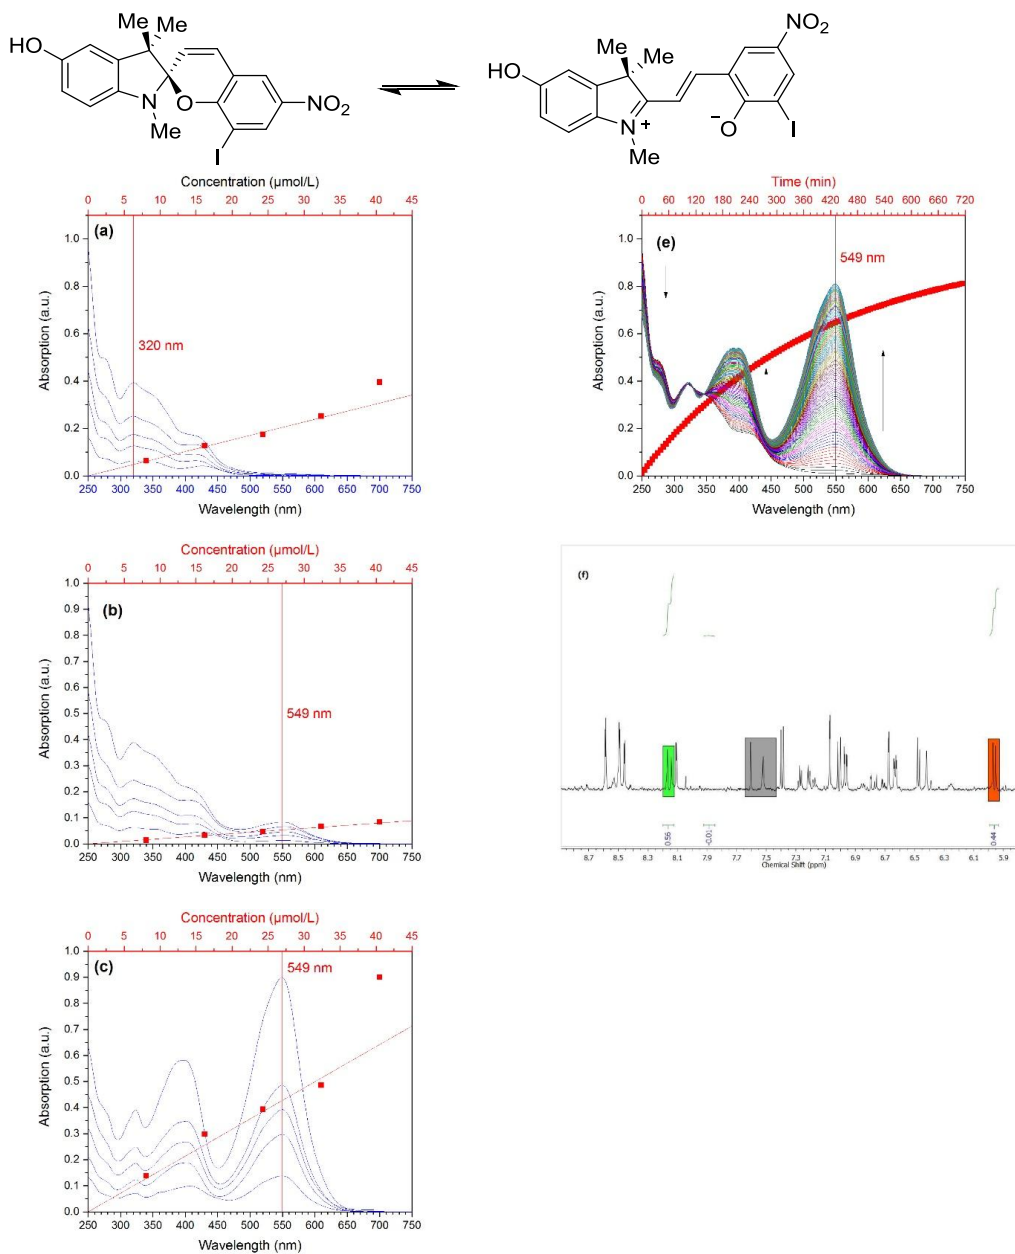 Me Me
HO
N
O
Me
NO2
I
HO
Me Me
N+
Me
−O
NO2
I
Concentration (µmol/L)
0 5 10 15 20 25 30 35 40 45
(a)
320 nm
Absorption (a.u.)
1.0
0.8
0.6
0.4
0.2
0.0
250 300 350 400 450 500 550 600 650 700 750
Wavelength (nm)
Time (min)
0 60 120 180 240 300 360 420 480 540 600 660 720
(e)
549 nm
Absorption (a.u.)
1.0
0.8
0.6
0.4
0.2
0.0
250 300 350 400 450 500 550 600 650 700 750
Wavelength (nm)
Concentration (µmol/L)
0 5 10 15 20 25 30 35 40 45
(b)
549 nm
Absorption (a.u.)
1.0
0.9
0.8
0.7
0.6
0.5
0.4
0.3
0.2
0.1
0.0
250 300 350 400 450 500 550 600 650 700 750
Wavelength (nm)
(f)
0.56
-0.01
0.44
8.7 8.5 8.3 8.1 7.9 7.7 7.5 7.3 7.1 6.9 6.7 6.5 6.3 6.1 5.9
Chemical Shift (ppm)
Concentration (µmol/L)
0 5 10 15 20 25 30 35 40 45
(c)
549 nm
Absorption (a.u.)
1.0
0.9
0.8
0.7
0.6
0.5
0.4
0.3
0.2
0.1
0.0
250 300 350 400 450 500 550 600 650 700 750
Wavelength (nm)